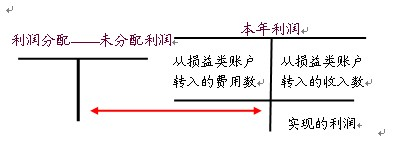 本年利润
利润分配——未分配利润
从损益类账户 从损益类账户
转入的费用数 转入的收入数
实现的利润